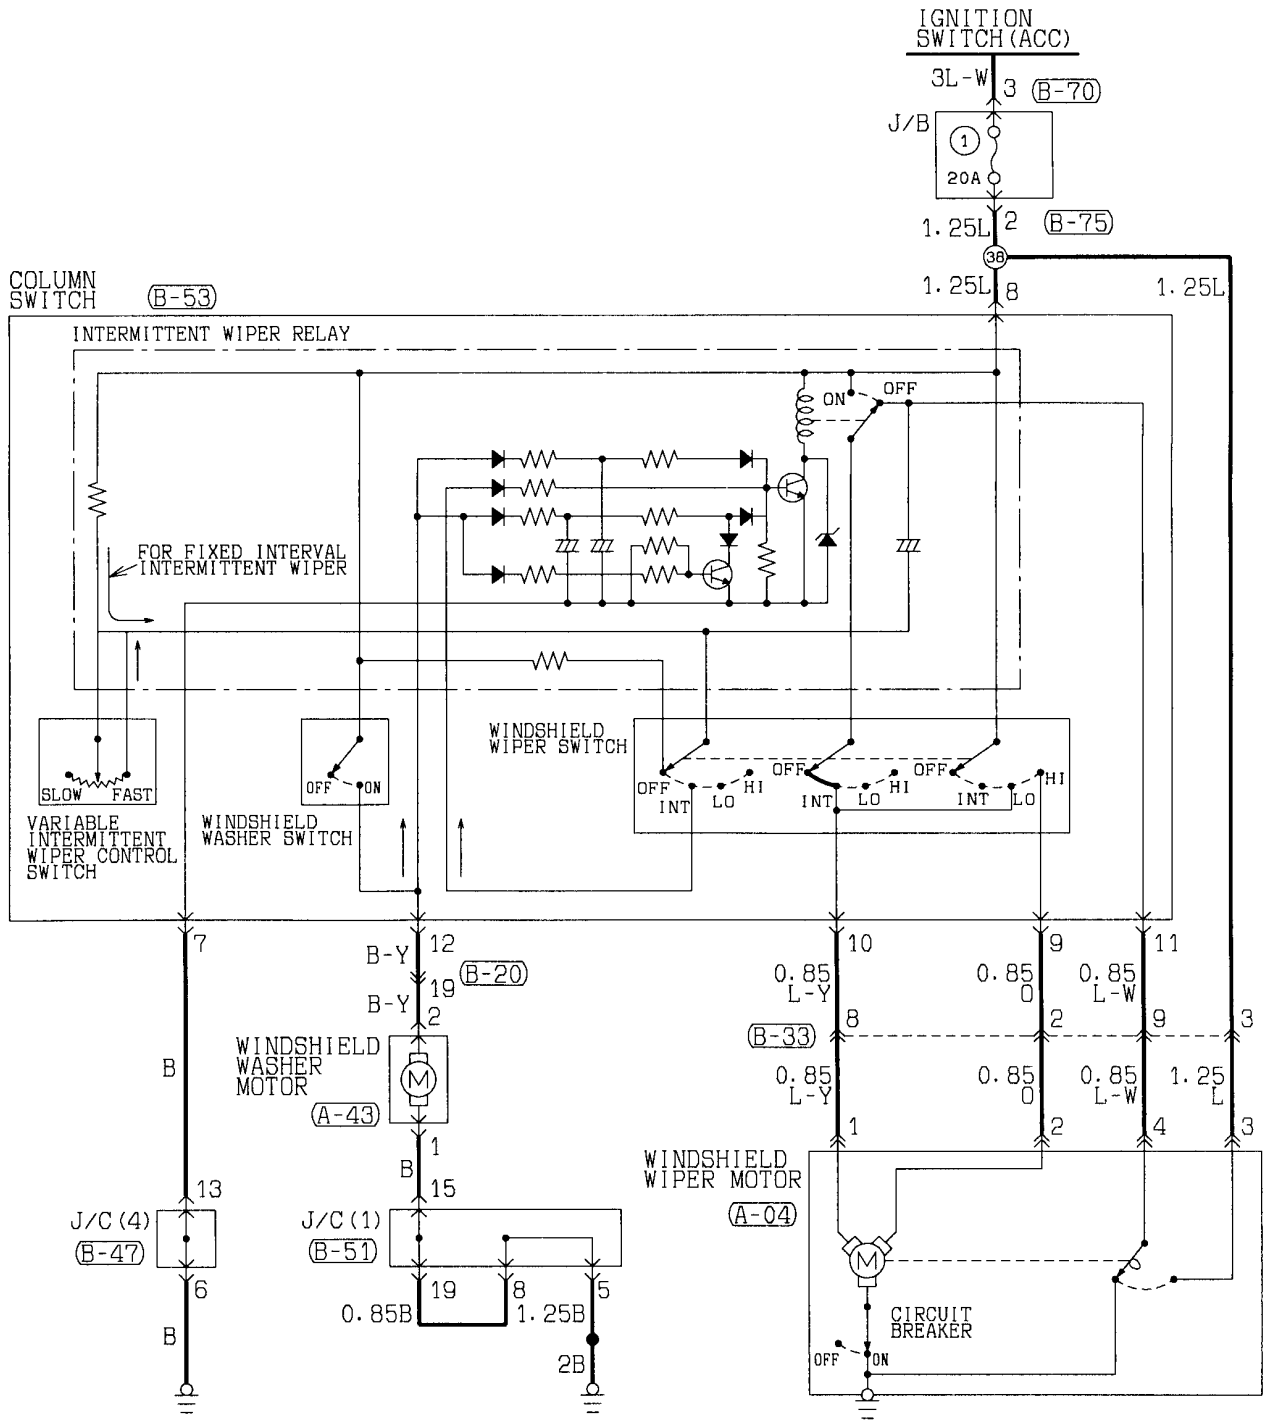 IGNITION
SWITCH(ACC)
3L-W
3
B-70
J/B
1
20A
2
B-75
1.25L
38
1.25L
8
1.25L
COLUMN
SWITCH
B-53
INTERMITTENT WIPER RELAY
ON
OFF
FOR FIXED INTERVAL
INTERMITTENT WIPER
SLOW
FAST
VARIABLE
INTERMITTENT
WIPER CONTROL
SWITCH
OFF
ON
WINDSHIELD
WASHER SWITCH
WINDSHIELD
WIPER SWITCH
OFF
INT
LO
HI
OFF
INT
LO
HI
OFF
INT
LO
HI
7
12
10
9
11
B-Y
B-20
19
B-Y
2
0.85
L-Y
0.85
O
0.85
L-W
B-33
8
2
9
3
0.85
L-Y
0.85
O
0.85
L-W
1.25
L
1
2
4
3
WINDSHIELD
WASHER
MOTOR
M
A-43
1
B
15
B
13
J/C(4)
B-47
6
B
J/C(1)
B-51
19
8
5
0.85B
1.25B
2B
WINDSHIELD
WIPER MOTOR
A-04
M
CIRCUIT
BREAKER
OFF
ON